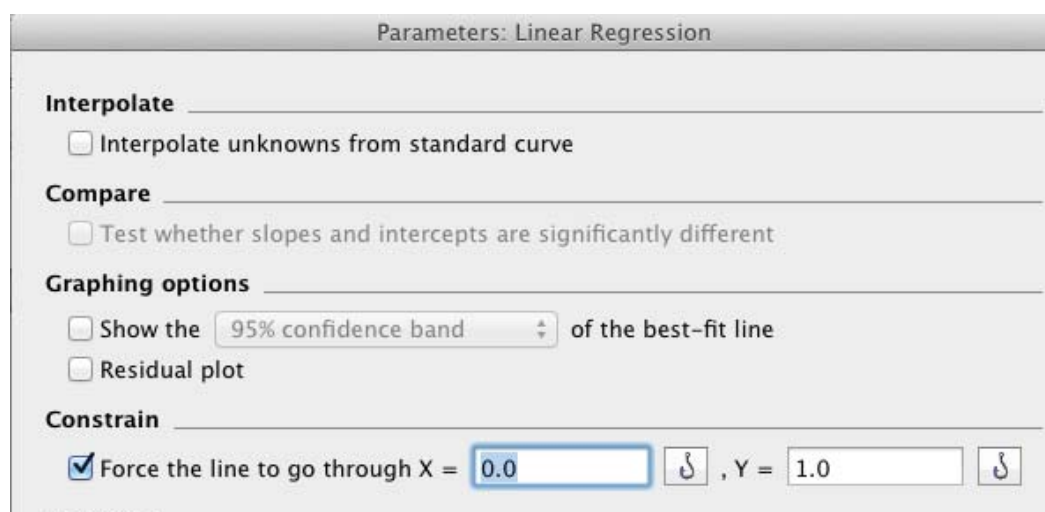 Parameters: Linear Regression
Interpolate
Interpolate unknowns from standard curve
Compare
Test whether slopes and intercepts are significantly different
Graphing options
Show the 95% confidence band of the best-fit line
Residual plot
Constrain
Force the line to go through X = 0.0 , Y = 1.0